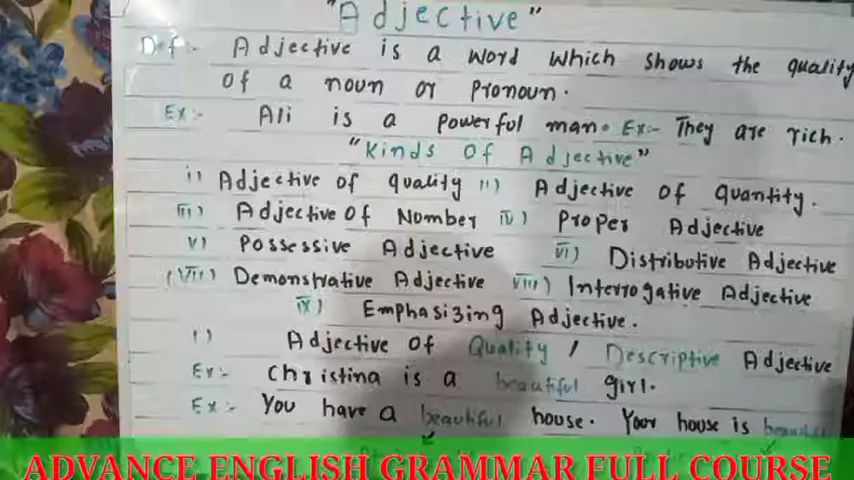 "Adjective"
Def:- Adjective is a word which shows the quality
of a noun or pronoun.
Ex:- Ali is a powerful man. Ex:- They are rich.
"Kinds of Adjective"
i) Adjective of quality ii) Adjective of quantity.
iii) Adjective of Number iv) Proper Adjective
v) Possessive Adjective vi) Distributive Adjective
(vii) Demonstrative Adjective viii) Interrogative Adjective
ix) Emphasizing Adjective.
i) Adjective of Quality / Descriptive Adjective
Ex:- Christina is a beautiful girl.
Ex:- You have a beautiful house. Your house is
ADVANCE ENGLISH GRAMMAR FULL COURSE